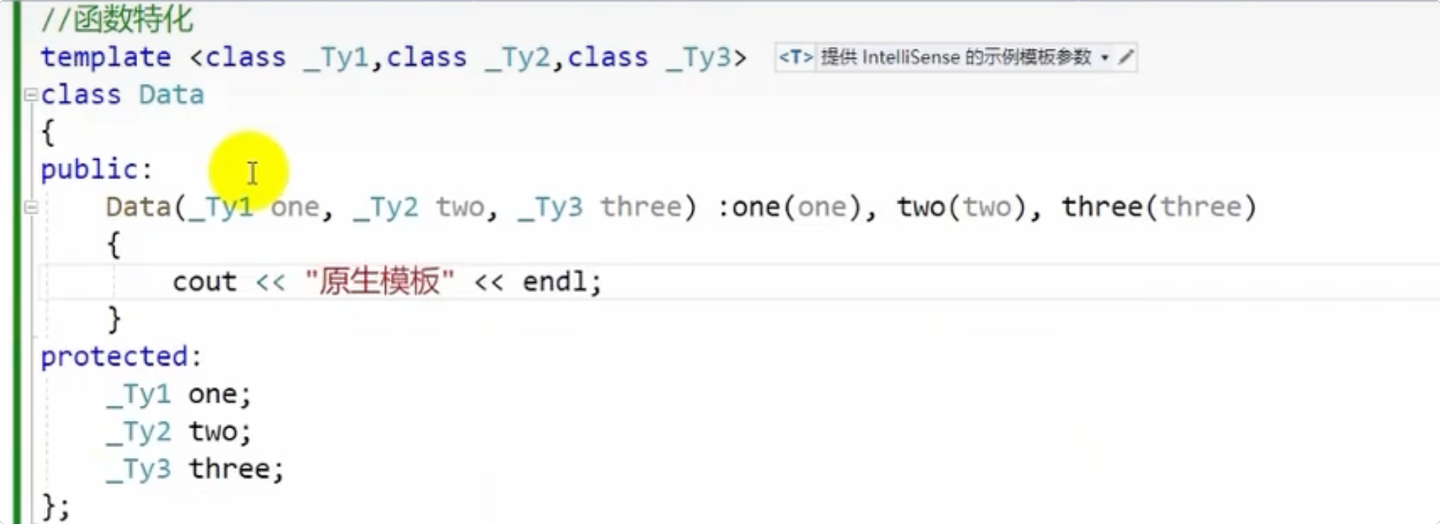 //函数特化
template <class _Ty1,class _Ty2,class _Ty3> <T> 提供 IntelliSense 的示例模板参数
class Data
{
public:
Data(_Ty1 one, _Ty2 two, _Ty3 three) :one(one), two(two), three(three)
{
cout << "原生模板" << endl;
}
protected:
_Ty1 one;
_Ty2 two;
_Ty3 three;
};